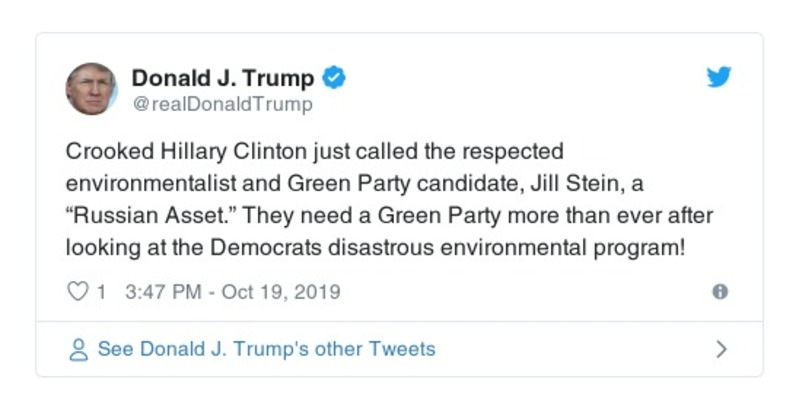 Donald J. Trump
@realDonaldTrump
Crooked Hillary Clinton just called the respected
environmentalist and Green Party candidate, Jill Stein, a
“Russian Asset.” They need a Green Party more than ever after
looking at the Democrats disastrous environmental program!
1 3:47 PM - Oct 19, 2019
See Donald J. Trump's other Tweets